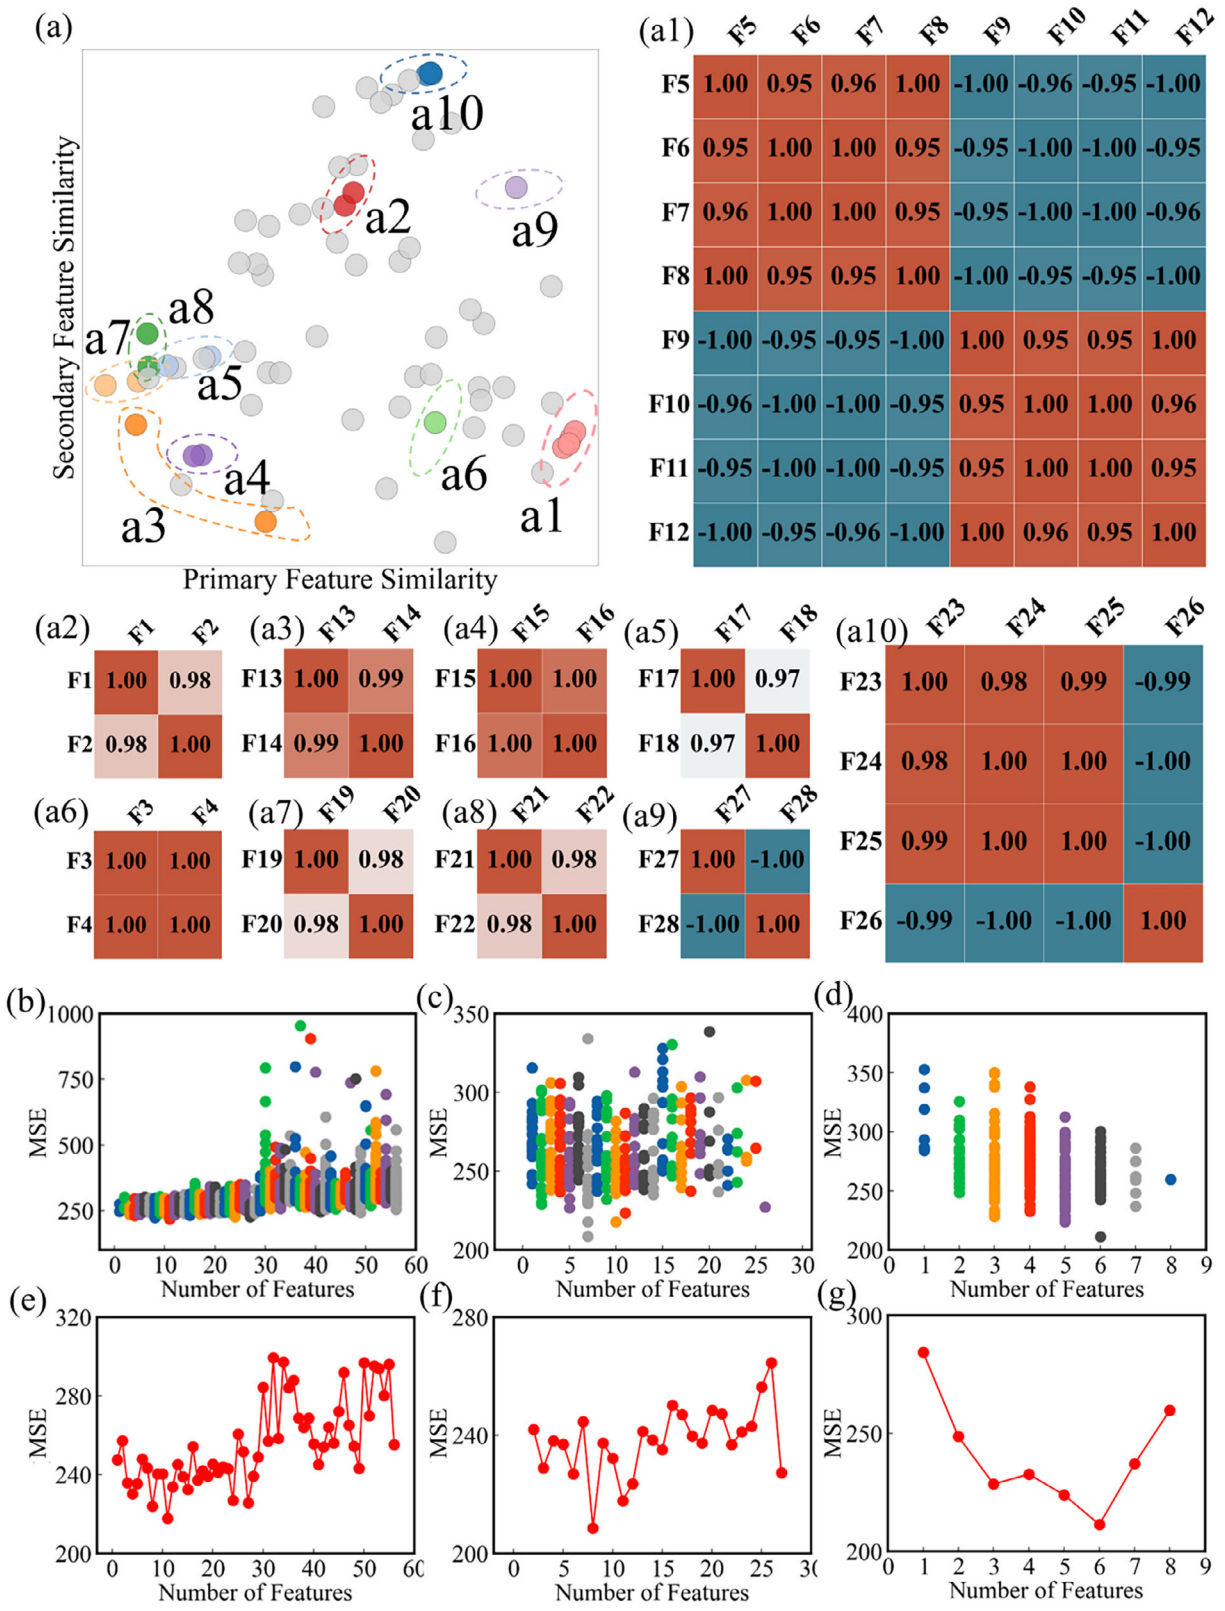 (a)
Secondary Feature Similarity
Primary Feature Similarity
a10
a2
a9
a8
a7
a5
a6
a4
a3
a1
(a1) F5 F6 F7 F8 F9 F10 F11 F12
F5 1.00 0.95 0.96 1.00 -1.00 -0.96 -0.95 -1.00
F6 0.95 1.00 1.00 0.95 -0.95 -1.00 -1.00 -0.95
F7 0.96 1.00 1.00 0.95 -0.95 -1.00 -1.00 -0.96
F8 1.00 0.95 0.95 1.00 -1.00 -0.95 -0.95 -1.00
F9 -1.00 -0.95 -0.95 -1.00 1.00 0.95 0.95 1.00
F10 -0.96 -1.00 -1.00 -0.95 0.95 1.00 1.00 0.96
F11 -0.95 -1.00 -1.00 -0.95 0.95 1.00 1.00 0.95
F12 -1.00 -0.95 -0.96 -1.00 1.00 0.96 0.95 1.00
(a2) F1 F2
F1 1.00 0.98
F2 0.98 1.00
(a3) F13 F14
F13 1.00 0.99
F14 0.99 1.00
(a4) F15 F16
F15 1.00 1.00
F16 1.00 1.00
(a5) F17 F18
F17 1.00 0.97
F18 0.97 1.00
(a10) F23 F24 F25 F26
F23 1.00 0.98 0.99 -0.99
F24 0.98 1.00 1.00 -1.00
F25 0.99 1.00 1.00 -1.00
F26 -0.99 -1.00 -1.00 1.00
(a6) F3 F4
F3 1.00 1.00
F4 1.00 1.00
(a7) F19 F20
F19 1.00 0.98
F20 0.98 1.00
(a8) F21 F22
F21 1.00 0.98
F22 0.98 1.00
(a9) F27 F28
F27 1.00 -1.00
F28 -1.00 1.00
(b)
MSE
1000
750
500
250
0 10 20 30 40 50 60
Number of Features
(c)
MSE
350
300
250
200
0 5 10 15 20 25 30
Number of Features
(d)
MSE
400
350
300
250
200
0 1 2 3 4 5 6 7 8 9
Number of Features
(e)
MSE
320
280
240
200
0 10 20 30 40 50 60
Number of Features
(f)
MSE
280
240
200
0 5 10 15 20 25
Number of Features
(g)
MSE
300
250
200
0 1 2 3 4 5 6 7 8 9
Number of Features